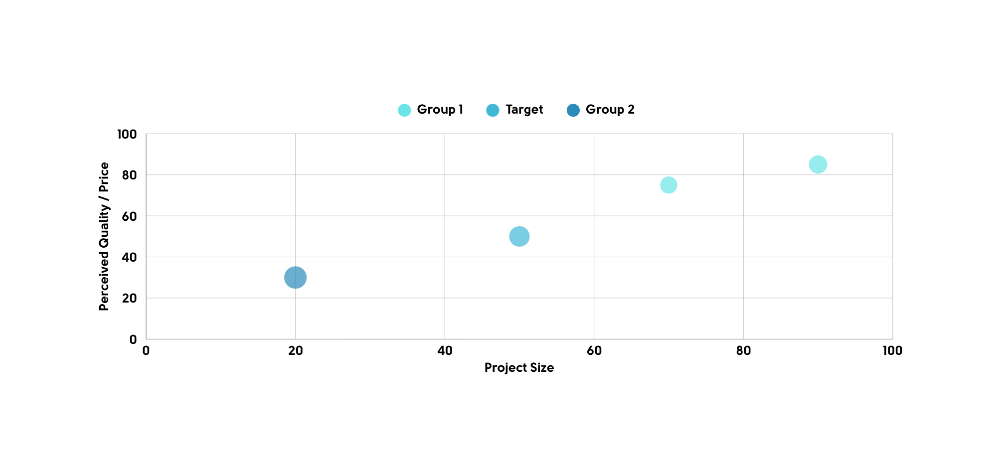 Group 1 Target Group 2
Perceived Quality / Price
100
80
60
40
20
0
0 20 40 60 80 100
Project Size